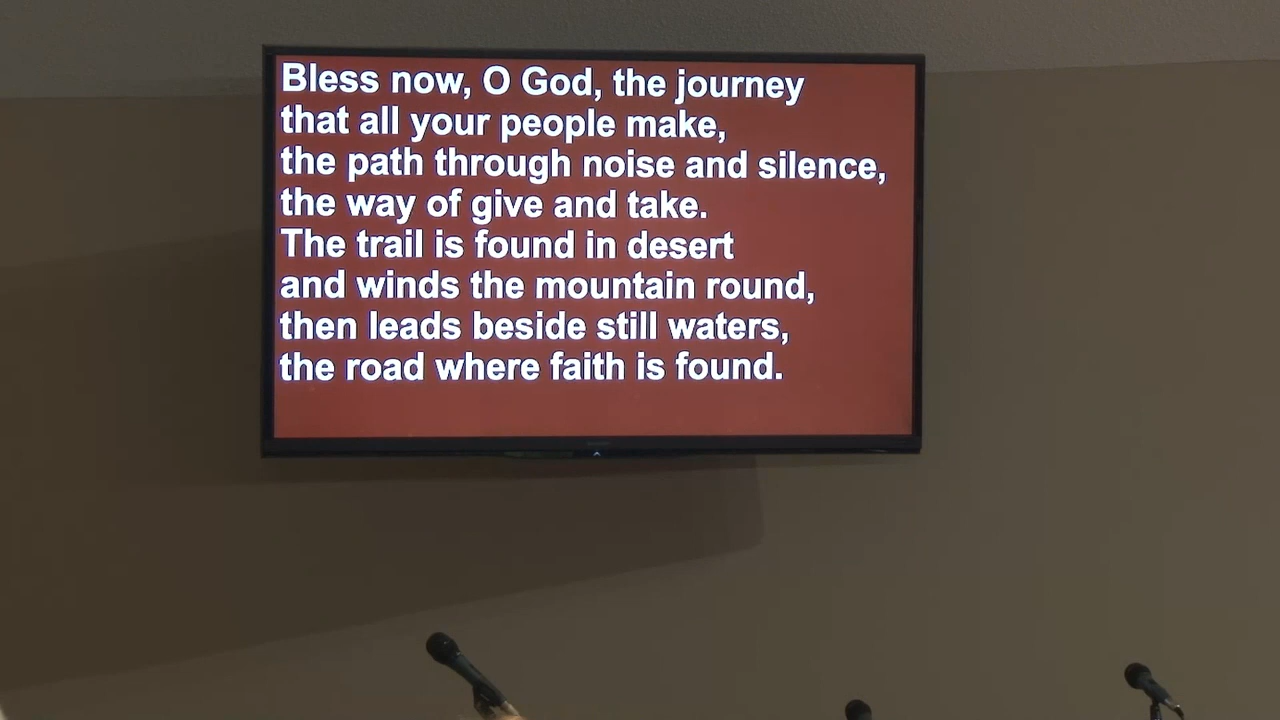 Bless now, O God, the journey
that all your people make,
the path through noise and silence,
the way of give and take.
The trail is found in desert
and winds the mountain round,
then leads beside still waters,
the road where faith is found.